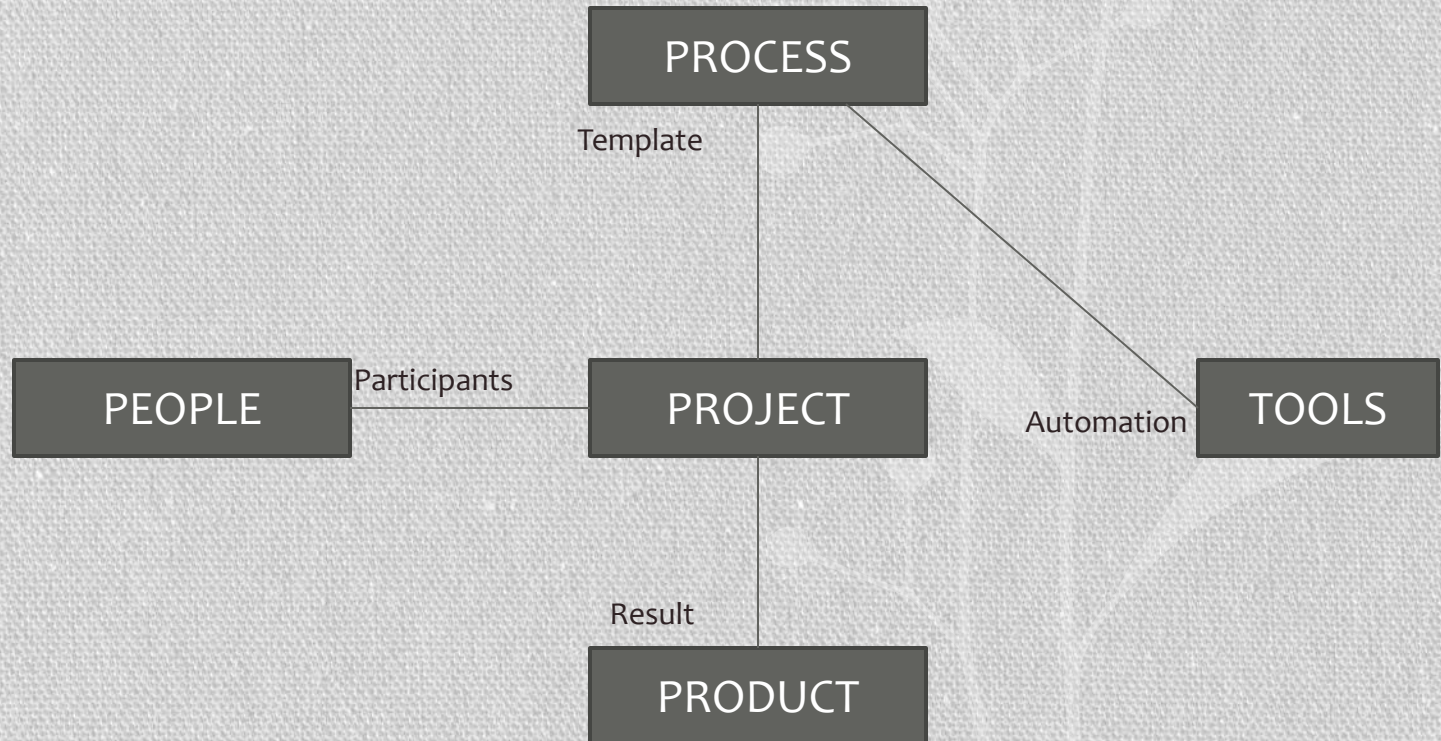 PROCESS
Template
PEOPLE
Participants
PROJECT
Automation
TOOLS
Result
PRODUCT